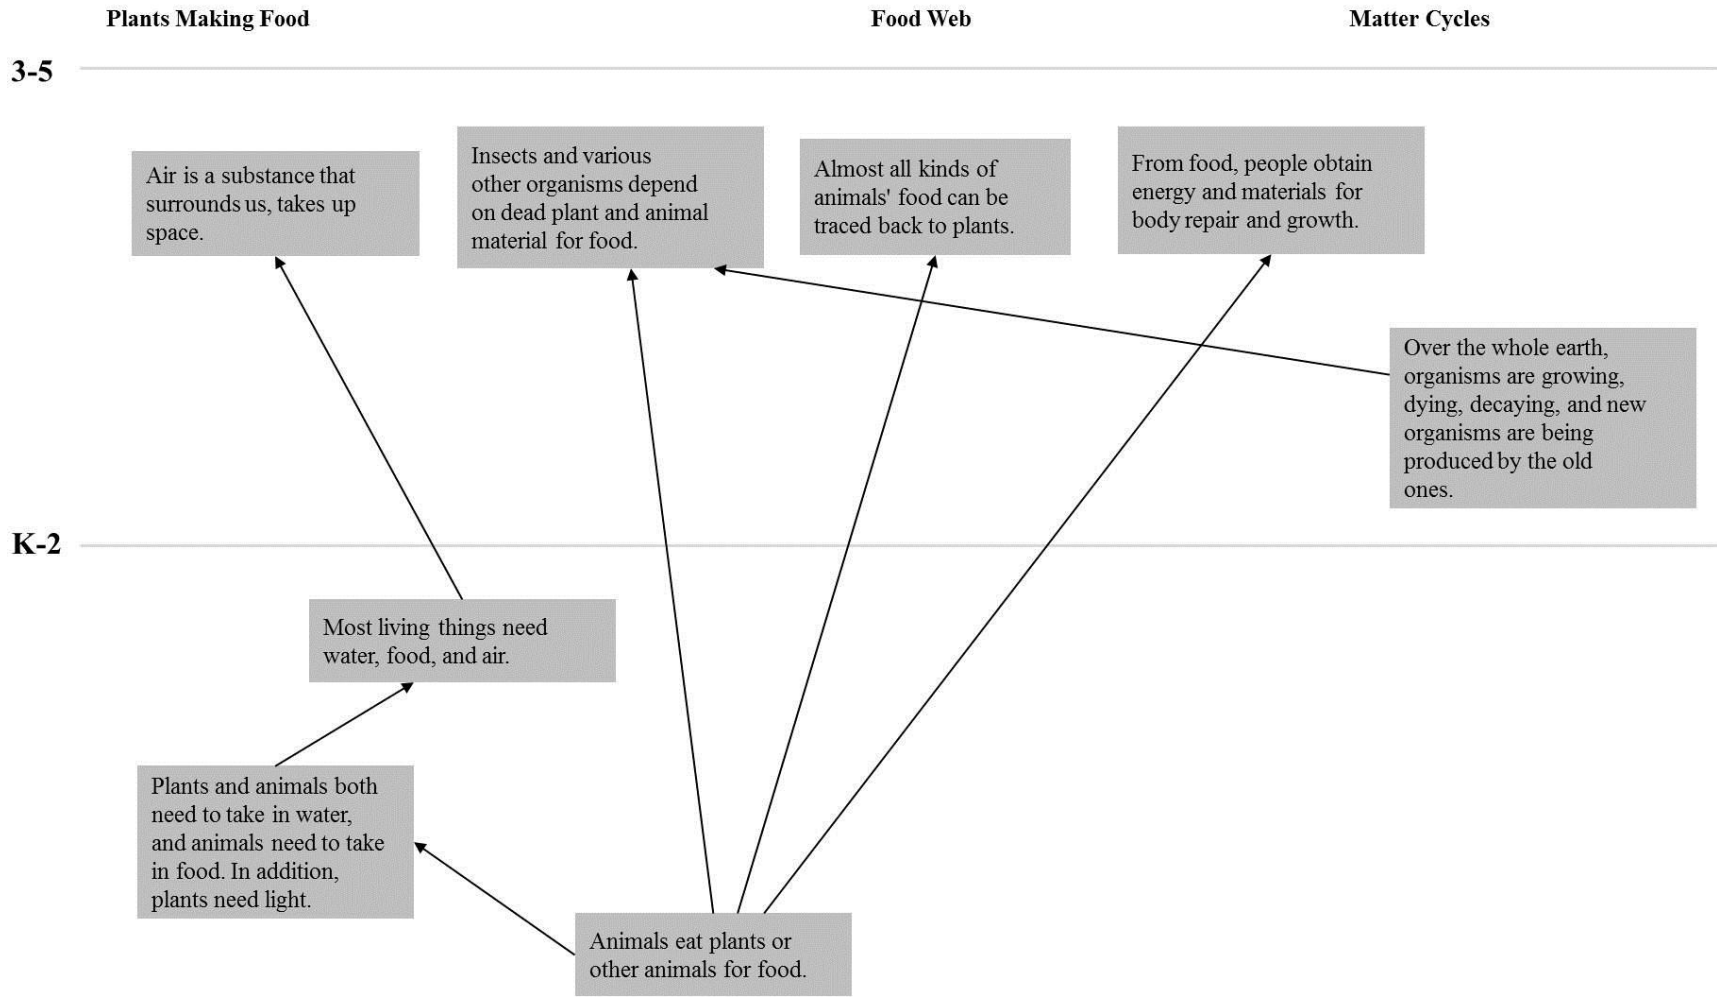 Plants Making Food
Food Web
Matter Cycles
3-5
Air is a substance that
surrounds us, takes up
space.
Insects and various
other organisms depend
on dead plant and animal
material for food.
Almost all kinds of
animals' food can be
traced back to plants.
From food, people obtain
energy and materials for
body repair and growth.
Over the whole earth,
organisms are growing,
dying, decaying, and new
organisms are being
produced by the old
ones.
K-2
Most living things need
water, food, and air.
Plants and animals both
need to take in water,
and animals need to take
in food. In addition,
plants need light.
Animals eat plants or
other animals for food.